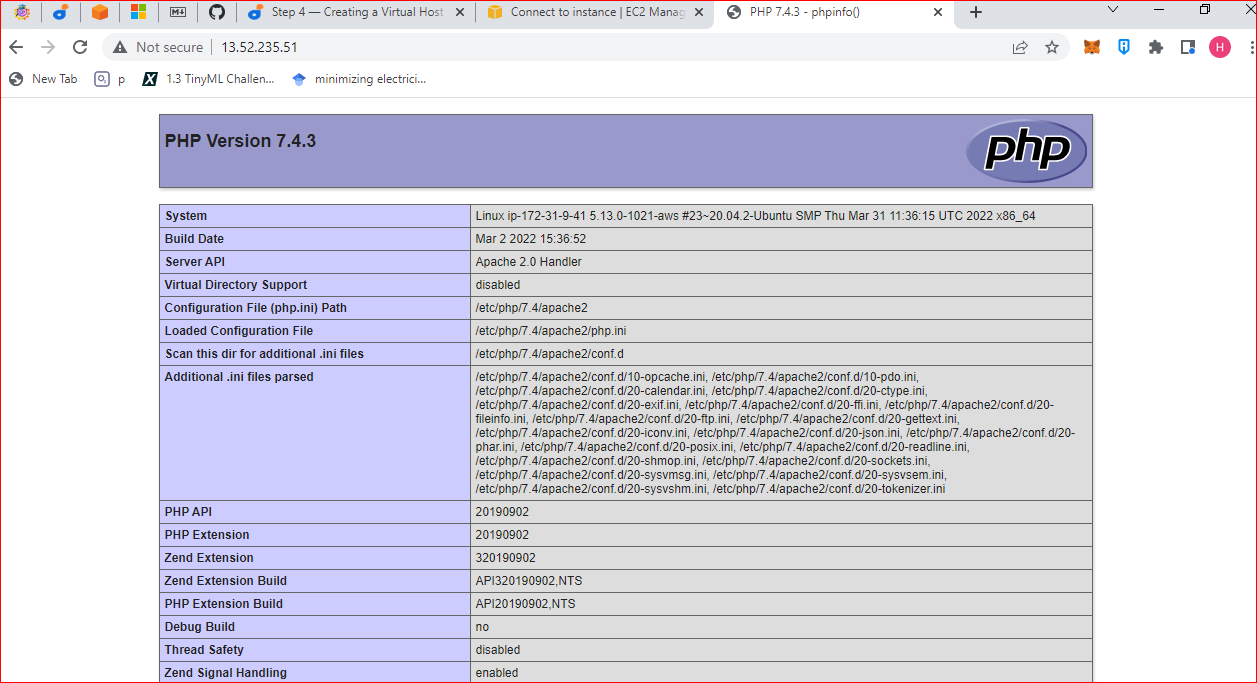 Step 4 — Creating a Virtual Host
Connect to instance | EC2 Manag
PHP 7.4.3 - phpinfo()
Not secure
13.52.235.51
H
New Tab
p
1.3 TinyML Challen...
minimizing electrici...
PHP Version 7.4.3
php
System Linux ip-172-31-9-41 5.13.0-1021-aws #23~20.04.2-Ubuntu SMP Thu Mar 31 11:36:15 UTC 2022 x86_64
Build Date Mar 2 2022 15:36:52
Server API Apache 2.0 Handler
Virtual Directory Support disabled
Configuration File (php.ini) Path /etc/php/7.4/apache2
Loaded Configuration File /etc/php/7.4/apache2/php.ini
Scan this dir for additional .ini files /etc/php/7.4/apache2/conf.d
Additional .ini files parsed /etc/php/7.4/apache2/conf.d/10-opcache.ini, /etc/php/7.4/apache2/conf.d/10-pdo.ini,
/etc/php/7.4/apache2/conf.d/20-calendar.ini, /etc/php/7.4/apache2/conf.d/20-ctype.ini,
/etc/php/7.4/apache2/conf.d/20-exif.ini, /etc/php/7.4/apache2/conf.d/20-ffi.ini, /etc/php/7.4/apache2/conf.d/20-
fileinfo.ini, /etc/php/7.4/apache2/conf.d/20-ftp.ini, /etc/php/7.4/apache2/conf.d/20-gettext.ini,
/etc/php/7.4/apache2/conf.d/20-iconv.ini, /etc/php/7.4/apache2/conf.d/20-json.ini, /etc/php/7.4/apache2/conf.d/20-
phar.ini, /etc/php/7.4/apache2/conf.d/20-posix.ini, /etc/php/7.4/apache2/conf.d/20-readline.ini,
/etc/php/7.4/apache2/conf.d/20-shmop.ini, /etc/php/7.4/apache2/conf.d/20-sockets.ini,
/etc/php/7.4/apache2/conf.d/20-sysvmsg.ini, /etc/php/7.4/apache2/conf.d/20-sysvsem.ini,
/etc/php/7.4/apache2/conf.d/20-sysvshm.ini, /etc/php/7.4/apache2/conf.d/20-tokenizer.ini
PHP API 20190902
PHP Extension 20190902
Zend Extension 320190902
Zend Extension Build API320190902,NTS
PHP Extension Build API20190902,NTS
Debug Build no
Thread Safety disabled
Zend Signal Handling enabled